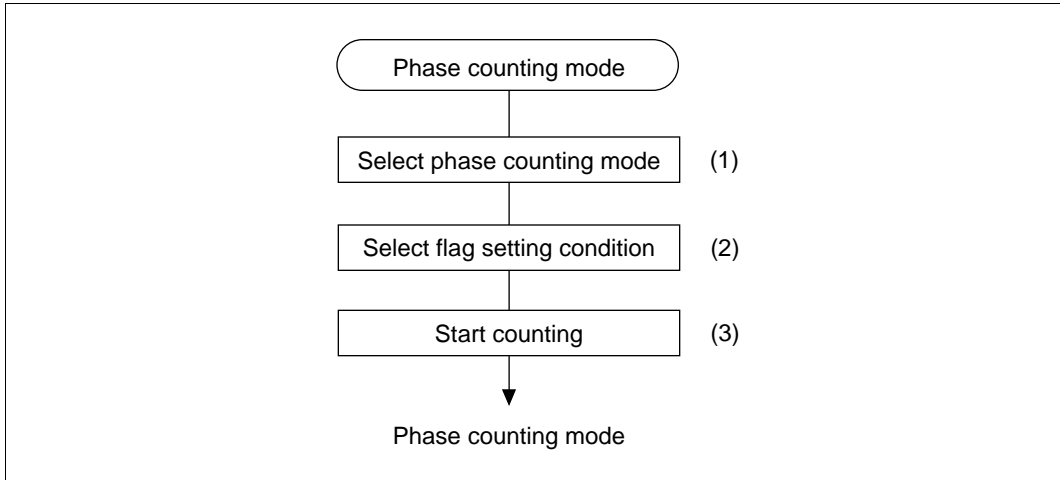 Phase counting mode
Select phase counting mode (1)
Select flag setting condition (2)
Start counting (3)
Phase counting mode